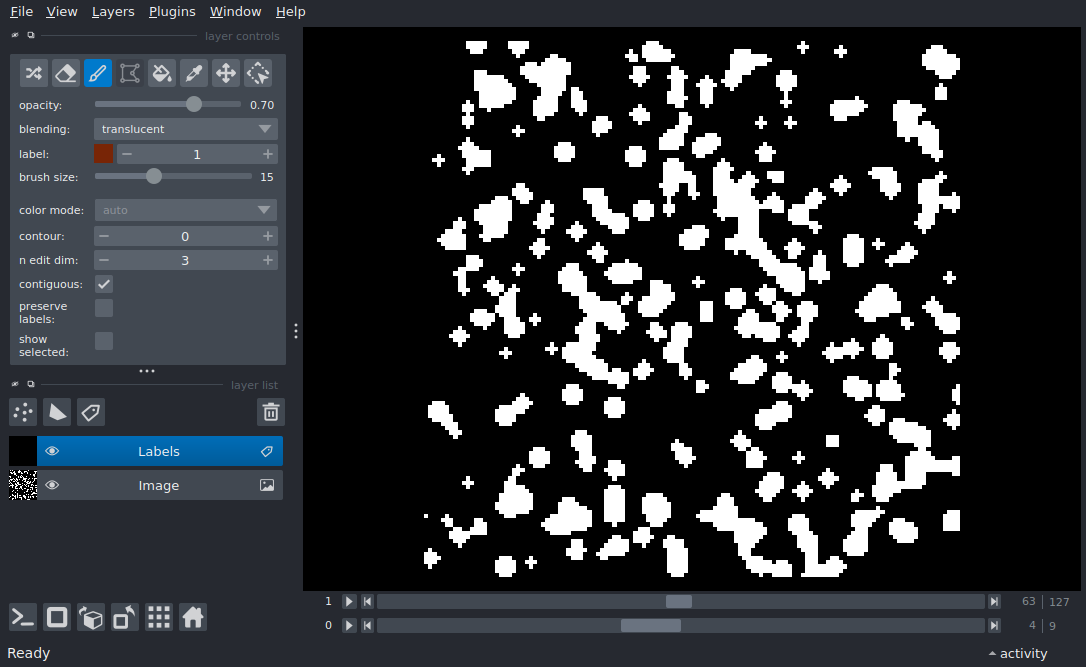 File View Layers Plugins Window Help
layer controls
opacity: 0.70
blending: translucent
label: 1
brush size: 15
color mode: auto
contour: 0
n edit dim: 3
contiguous:
preserve
labels:
show
selected:
layer list
Labels
Image
1 63 127
0 4 9
Ready activity